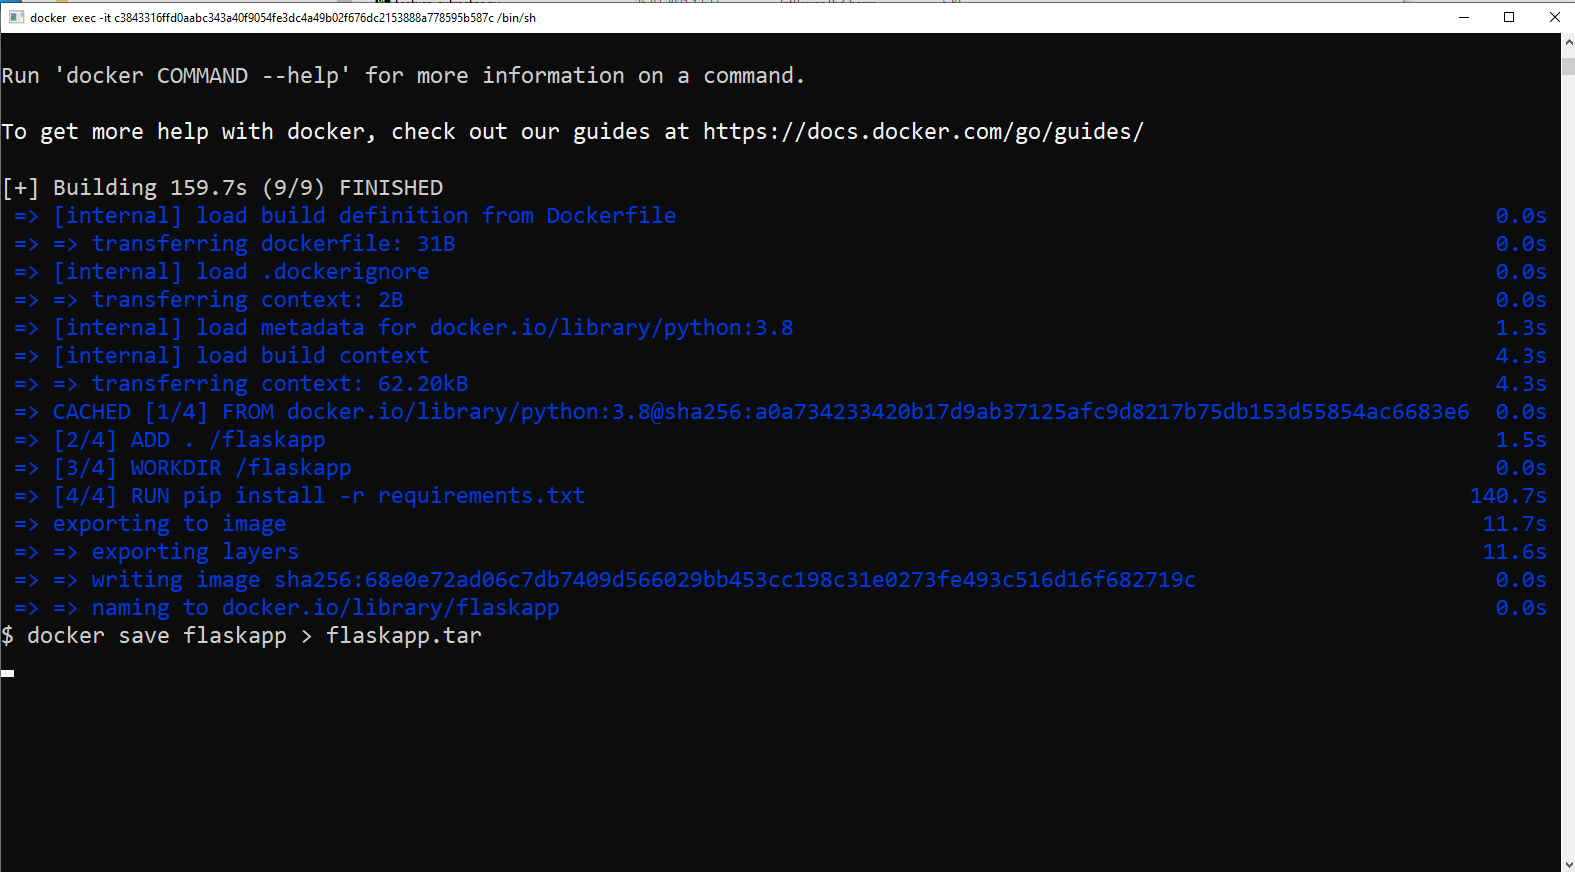 docker exec -it c3843316ffd0aabc343a40f9054fe3dc4a49b02f676dc2153888a778595b587c /bin/sh
Run 'docker COMMAND --help' for more information on a command.
To get more help with docker, check out our guides at https://docs.docker.com/go/guides/
[+] Building 159.7s (9/9) FINISHED
=> [internal] load build definition from Dockerfile 0.0s
=> => transferring dockerfile: 31B 0.0s
=> [internal] load .dockerignore 0.0s
=> => transferring context: 2B 0.0s
=> [internal] load metadata for docker.io/library/python:3.8 1.3s
=> [internal] load build context 4.3s
=> => transferring context: 62.20kB 4.3s
=> CACHED [1/4] FROM docker.io/library/python:3.8@sha256:a0a734233420b17d9ab37125afc9d8217b75db153d55854ac6683e6 0.0s
=> [2/4] ADD . /flaskapp 1.5s
=> [3/4] WORKDIR /flaskapp 0.0s
=> [4/4] RUN pip install -r requirements.txt 140.7s
=> exporting to image 11.7s
=> => exporting layers 11.6s
=> => writing image sha256:68e0e72ad06c7db7409d566029bb453cc198c31e0273fe493c516d16f682719c 0.0s
=> => naming to docker.io/library/flaskapp 0.0s
$ docker save flaskapp > flaskapp.tar